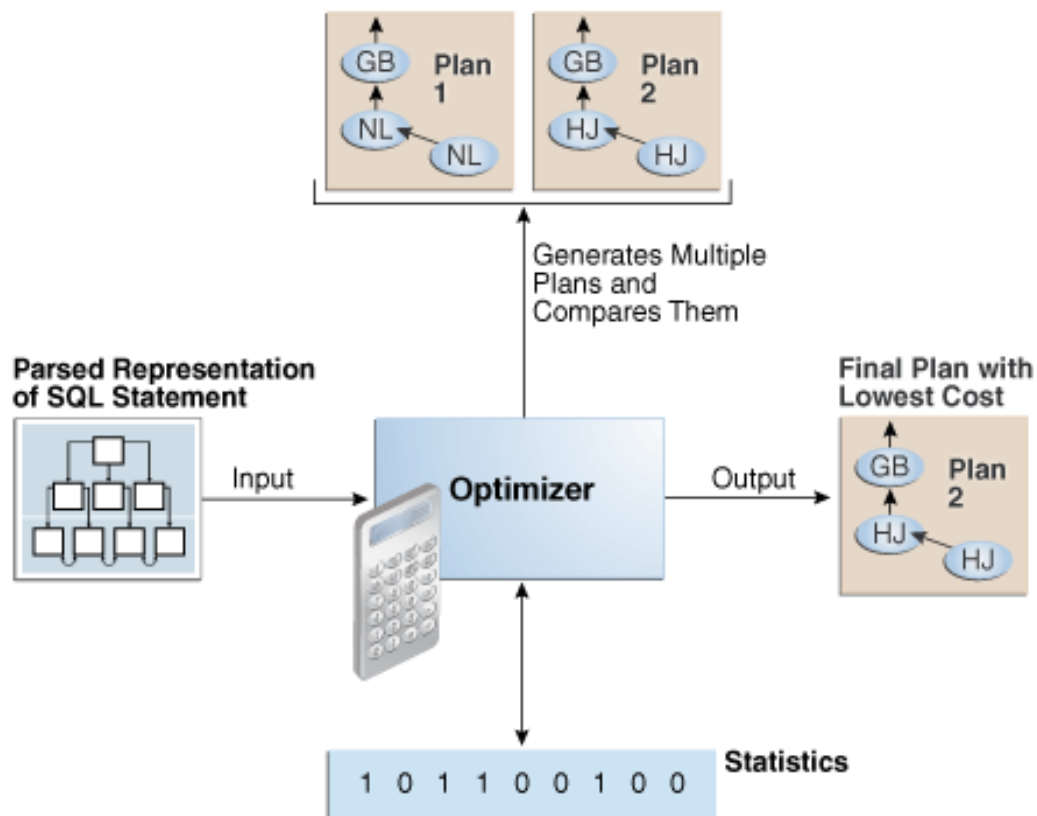 GB
Plan
1
NL
NL
GB
Plan
2
HJ
HJ
Generates Multiple
Plans and
Compares Them
Parsed Representation
of SQL Statement
Input
Optimizer
Output
Final Plan with
Lowest Cost
GB
Plan
2
HJ
HJ
Statistics
1 0 1 1 0 0 1 0 0